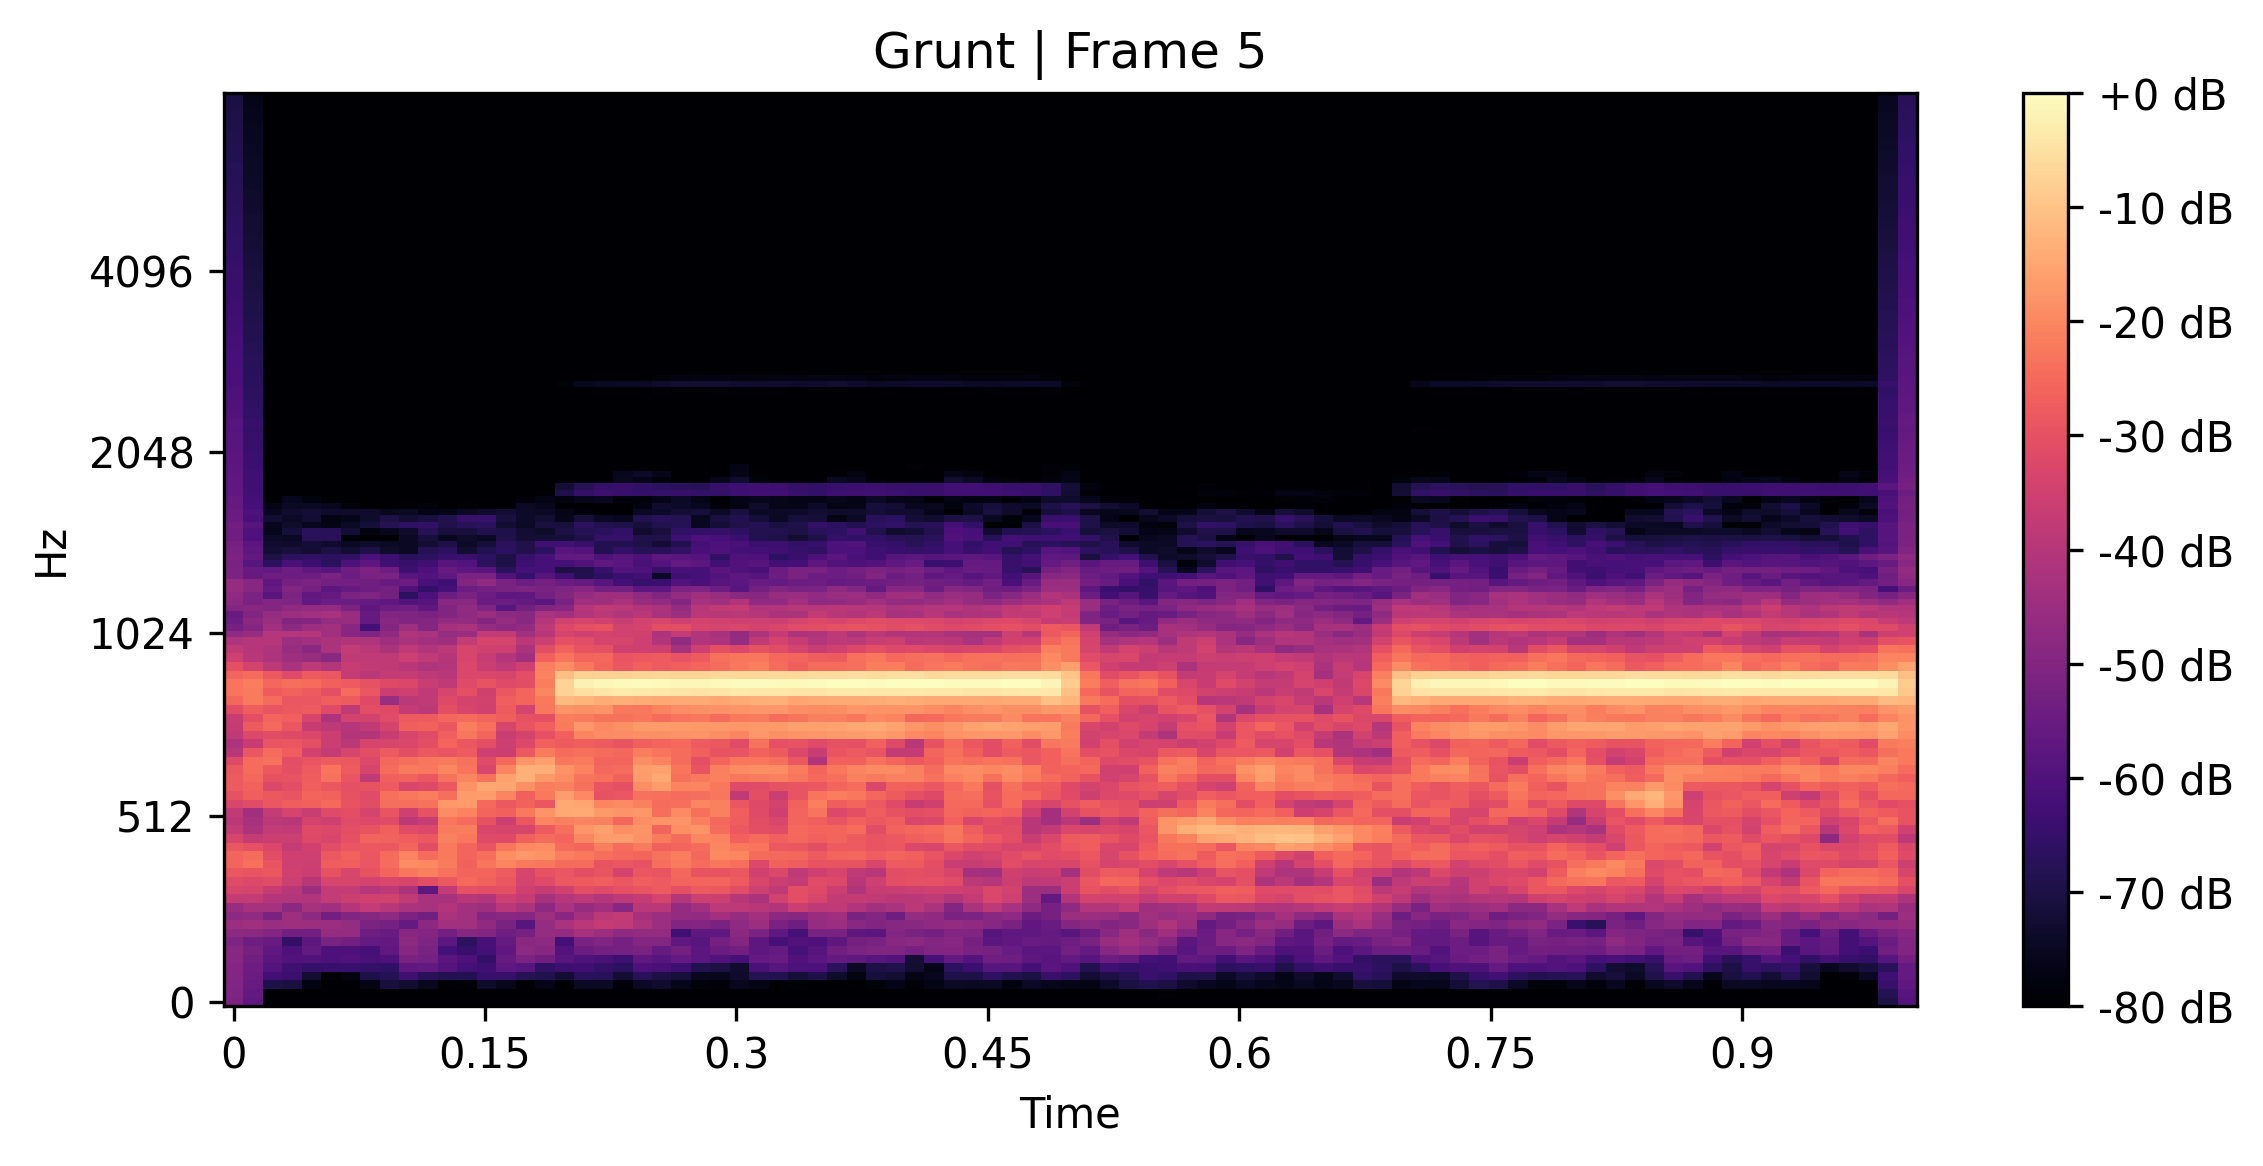 Grunt | Frame 5
Hz
4096
2048
1024
512
0
0 0.15 0.3 0.45 0.6 0.75 0.9
Time
+0 dB
-10 dB
-20 dB
-30 dB
-40 dB
-50 dB
-60 dB
-70 dB
-80 dB